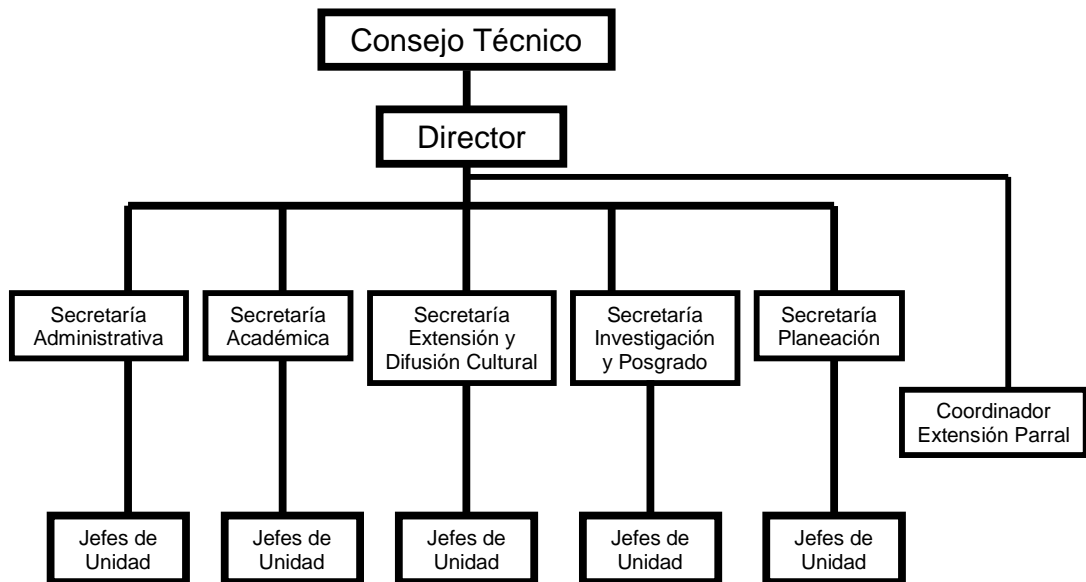 Consejo Técnico
Director
Secretaría
Administrativa
Secretaría
Académica
Secretaría
Extensión y
Difusión Cultural
Secretaría
Investigación
y Posgrado
Secretaría
Planeación
Coordinador
Extensión Parral
Jefes de
Unidad
Jefes de
Unidad
Jefes de
Unidad
Jefes de
Unidad
Jefes de
Unidad